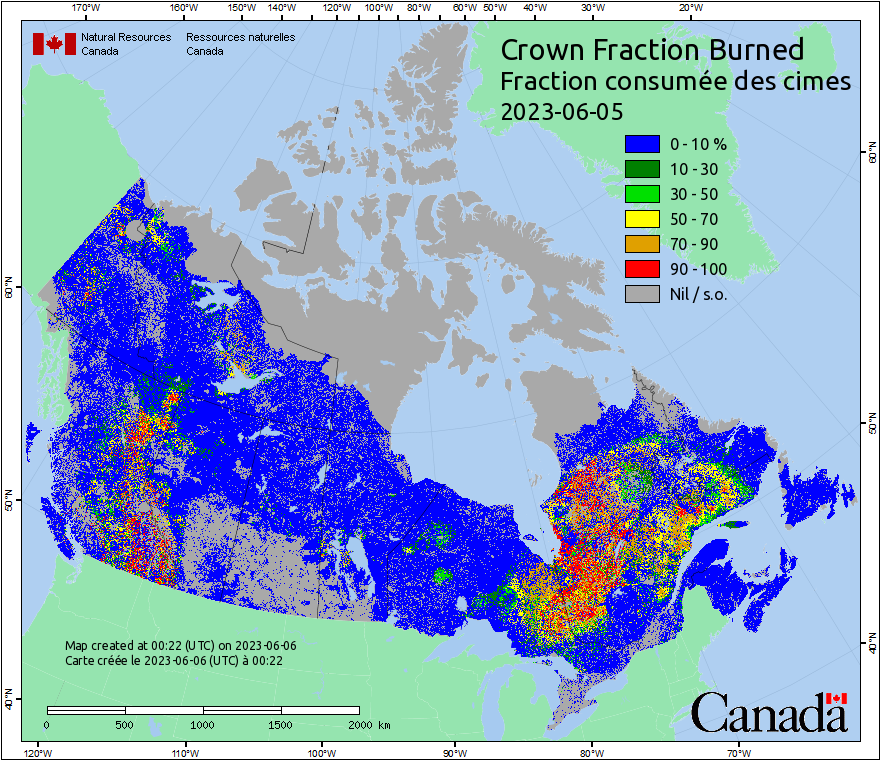 170°W 160°W 150°W 140°W 130°W 120°W 110°W 100°W 90°W 80°W 70°W 60°W 50°W 40°W 30°W 20°W
Natural Resources Ressources naturelles
Canada Canada
Crown Fraction Burned
Fraction consumée des cimes
2023-06-05
0 - 10 %
10 - 30
30 - 50
50 - 70
70 - 90
90 - 100
Nil / s.o.
60°N
60°N
50°N
50°N
40°N
40°N
Map created at 00:22 (UTC) on 2023-06-06
Carte créée le 2023-06-06 (UTC) à 00:22
0 500 1000 1500 2000 km
Canada
120°W 110°W 100°W 90°W 80°W 70°W